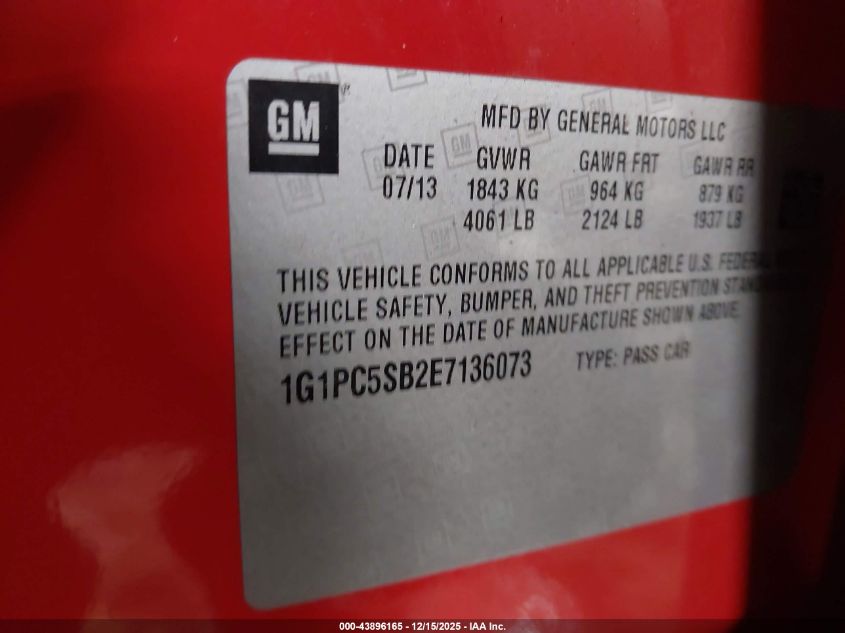 GM
MFD BY GENERAL MOTORS LLC
DATE GVWR GAWR FRT GAWR RR
07/13 1843 KG 964 KG 879 KG
4061 LB 2124 LB 1937 LB
THIS VEHICLE CONFORMS TO ALL APPLICABLE U.S. FEDERAL
VEHICLE SAFETY, BUMPER, AND THEFT PREVENTION
EFFECT ON THE DATE OF MANUFACTURE SHOWN ABOVE.
1G1PC5SB2E7136073 TYPE: PASS CAR
000-43896165 - 12/15/2025 - IAA Inc.